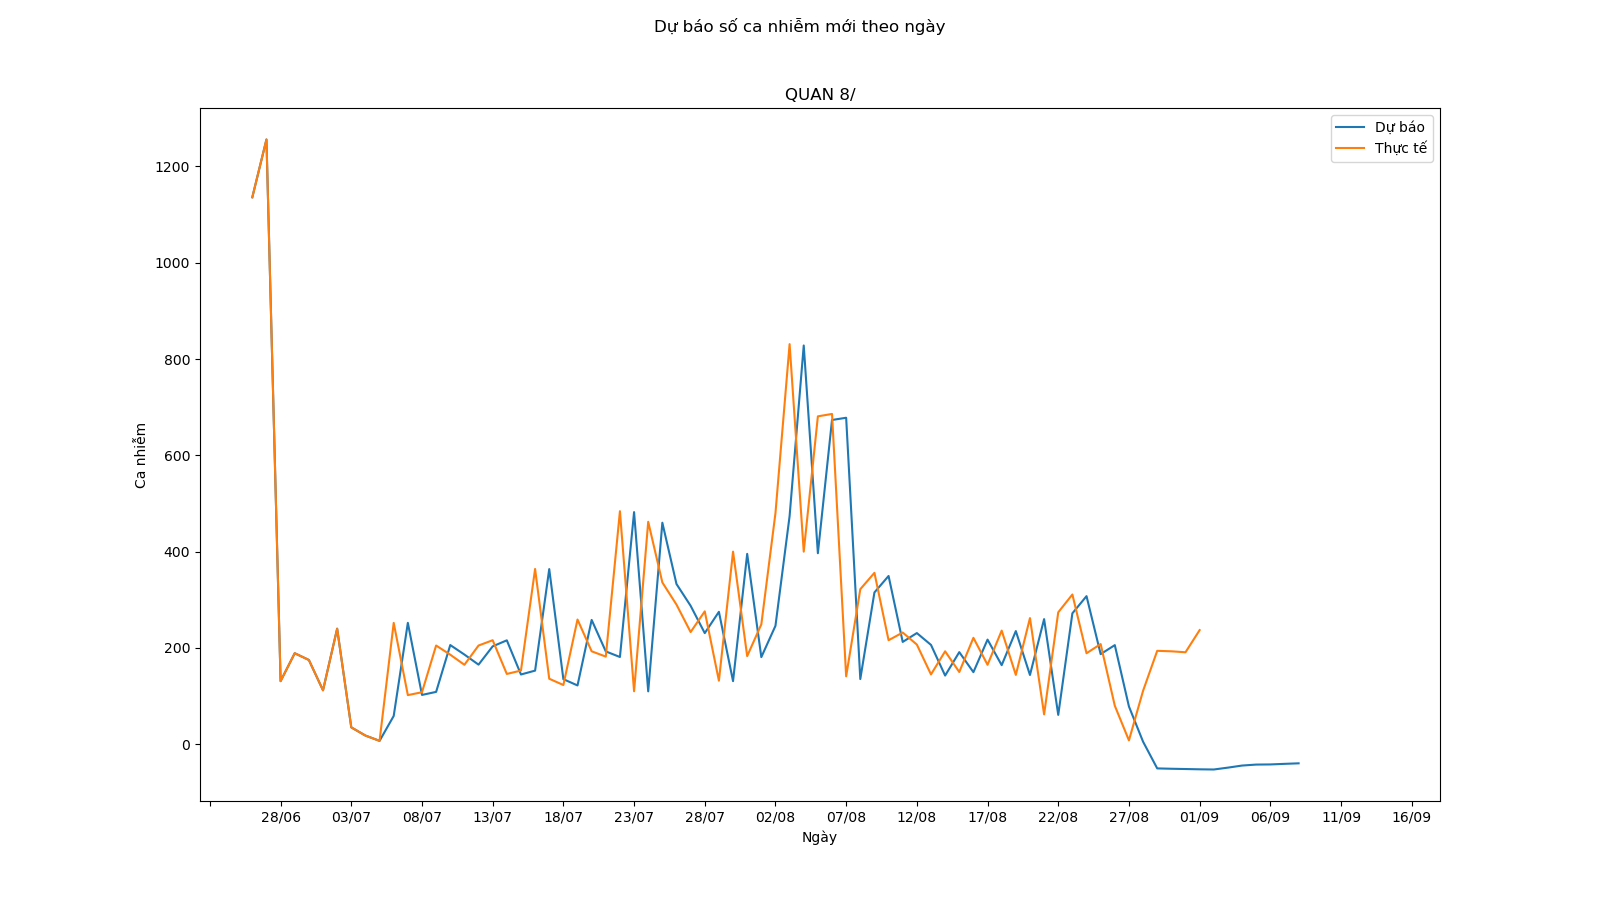 Dự báo số ca nhiễm mới theo ngày
QUAN 8/
Dự báo
Thực tế
1200
1000
800
600
400
200
0
Ca nhiễm
28/06 03/07 08/07 13/07 18/07 23/07 28/07 02/08 07/08 12/08 17/08 22/08 27/08 01/09 06/09 11/09 16/09
Ngày